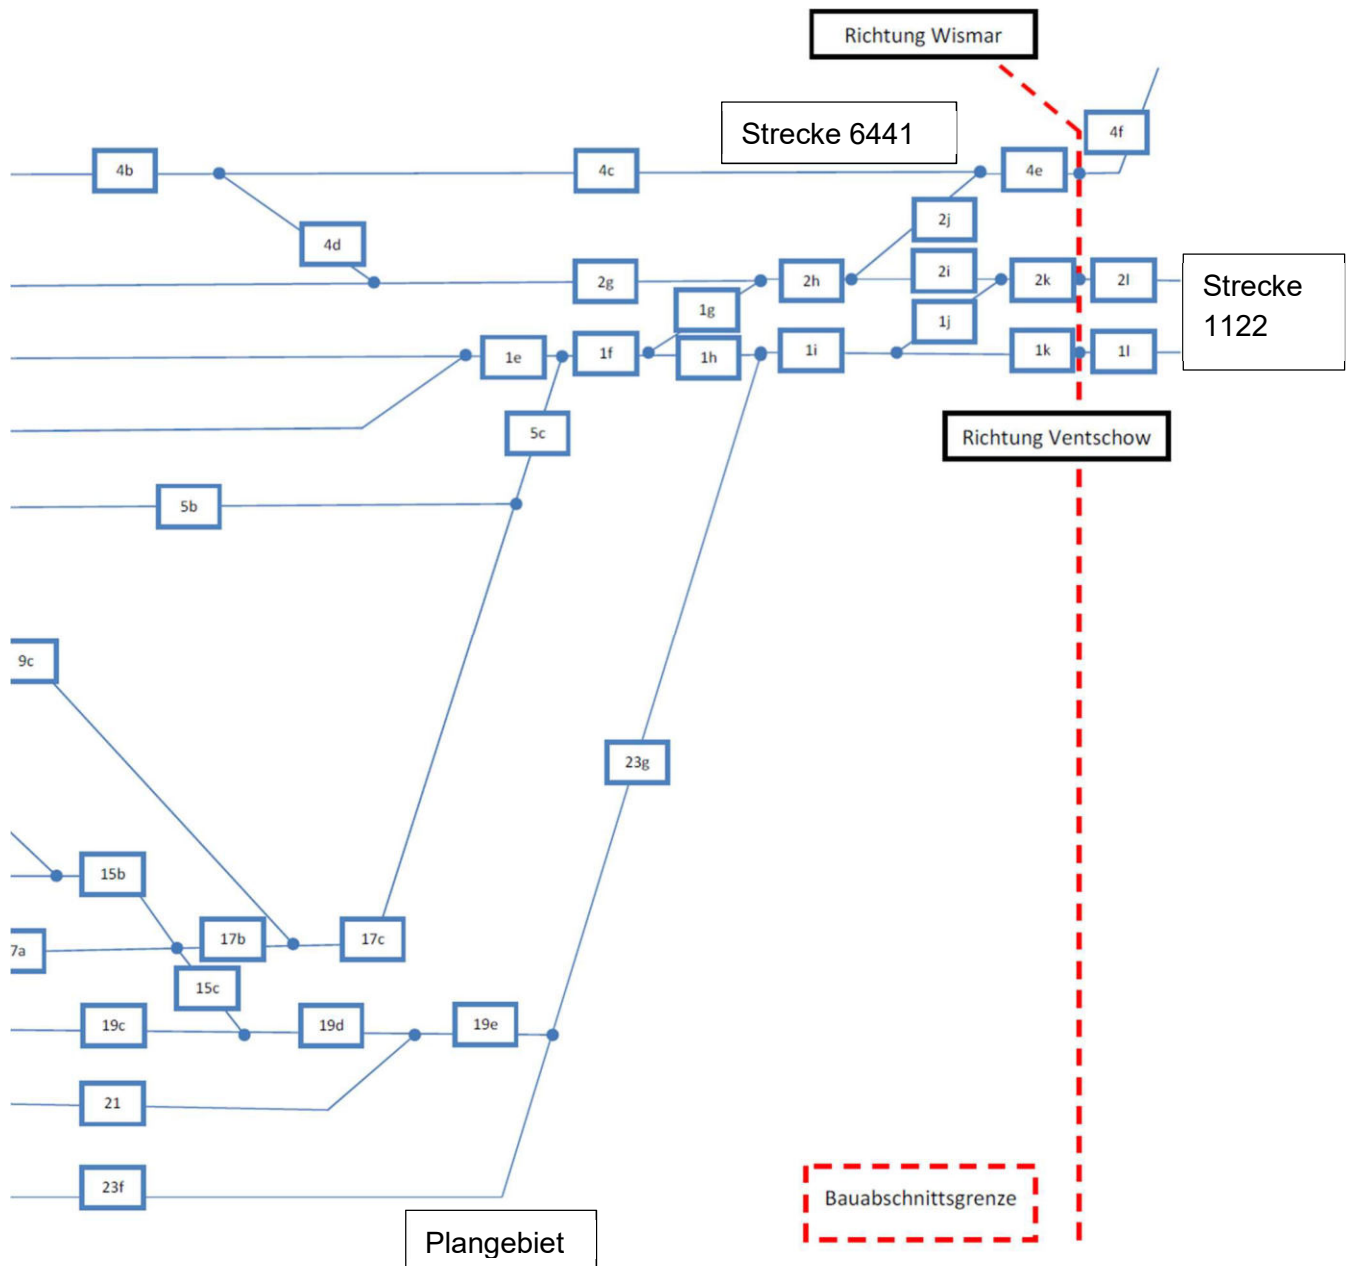 Richtung Wismar
Strecke 6441
4f
4b
4c
4e
2j
4d
2g
2h
2i
2k
2l
Strecke
1122
1g
1j
1e
1f
1h
1i
1k
1l
5c
Richtung Ventschow
5b
9c
23g
15b
17b
17c
7a
15c
19c
19d
19e
21
23f
Bauabschnittsgrenze
Plangebiet